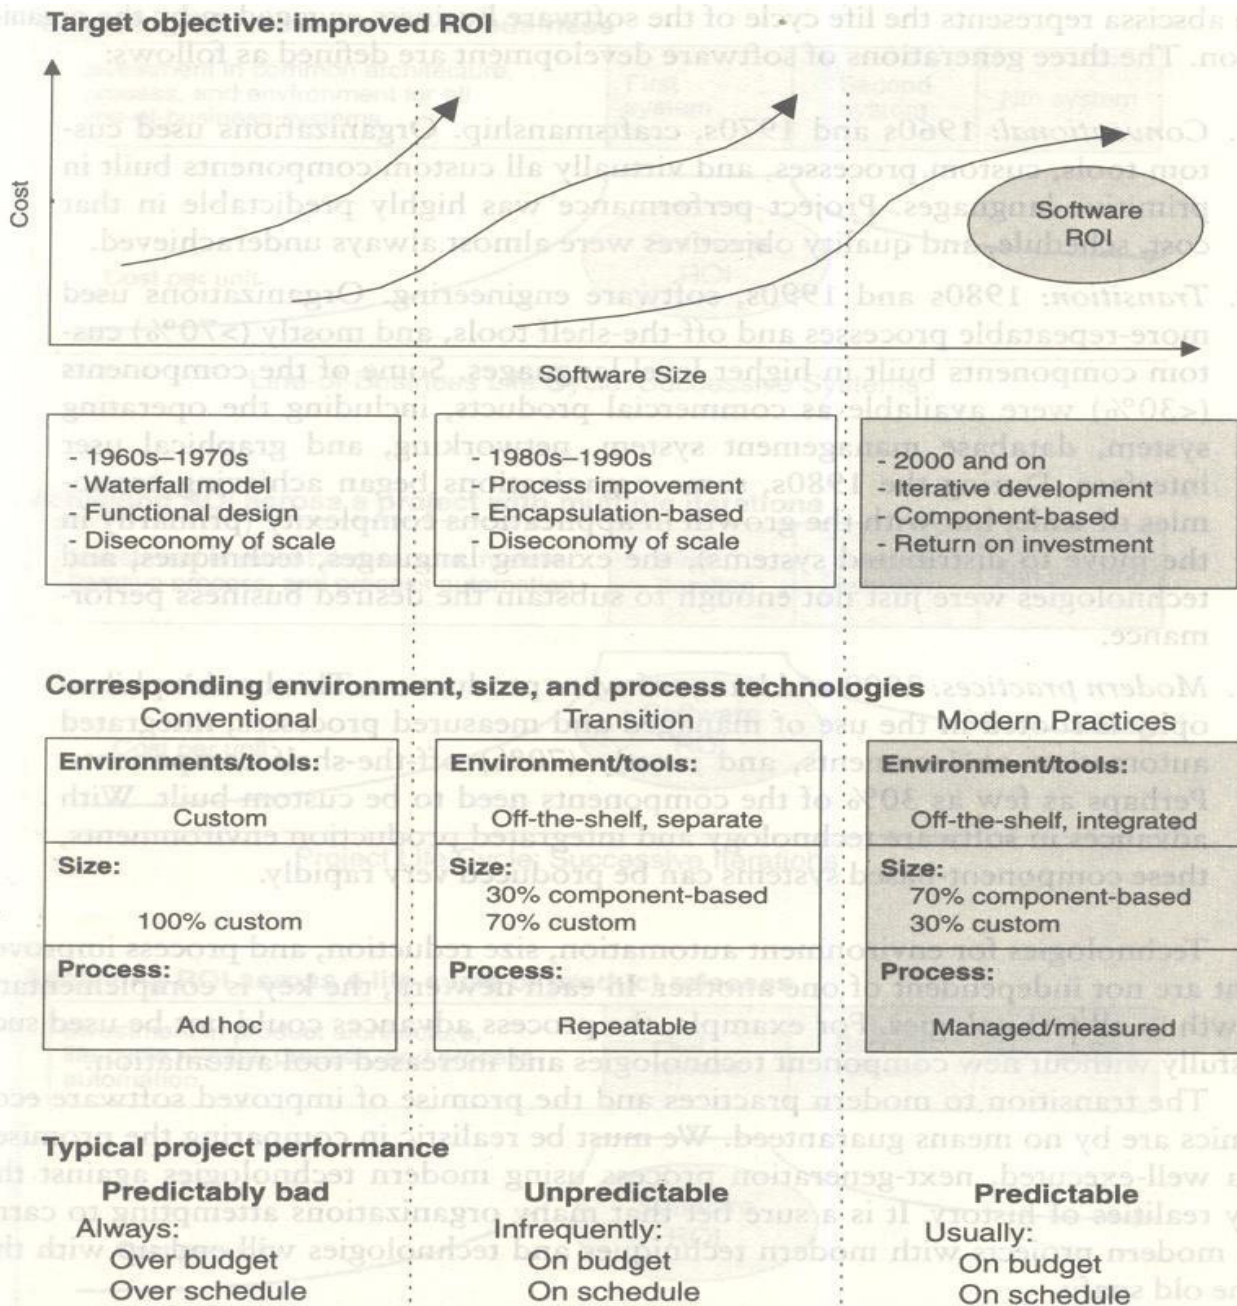 Target objective: Improved ROI
Cost
Software
ROI
Software Size
- 1960s–1970s
- Waterfall model
- Functional design
- Diseconomy of scale
- 1980s–1990s
- Process impovement
- Encapsulation-based
- Diseconomy of scale
- 2000 and on
- Iterative development
- Component-based
- Return on investment
Corresponding environment, size, and process technologies
Conventional
Transition
Modern Practices
Environments/tools:
Custom
Environment/tools:
Off-the-shelf, separate
Environment/tools:
Off-the-shelf, integrated
Size:
100% custom
Size:
30% component-based
70% custom
Size:
70% component-based
30% custom
Process:
Ad hoc
Process:
Repeatable
Process:
Managed/measured
Typical project performance
Predictably bad
Always:
Over budget
Over schedule
Unpredictable
Infrequently:
On budget
On schedule
Predictable
Usually:
On budget
On schedule